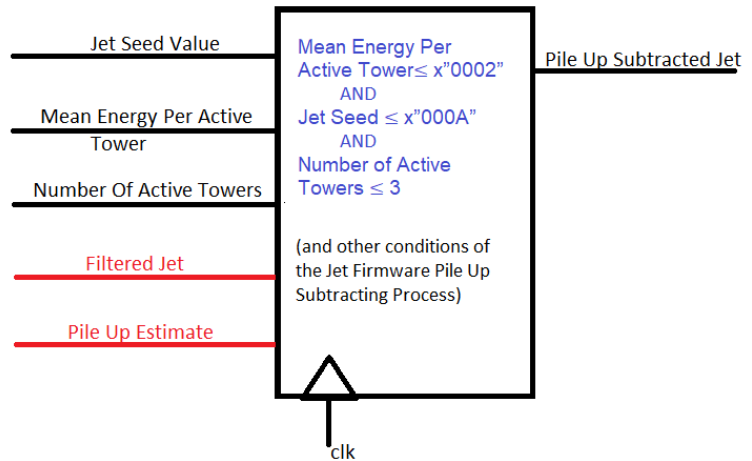 Jet Seed Value
Mean Energy Per Active
Tower
Number Of Active Towers
Filtered Jet
Pile Up Estimate
Mean Energy Per
Active Tower≤ x”0002”
AND
Jet Seed ≤ x”000A”
AND
Number of Active
Towers ≤ 3
(and other conditions of
the Jet Firmware Pile Up
Subtracting Process)
clk
Pile Up Subtracted Jet